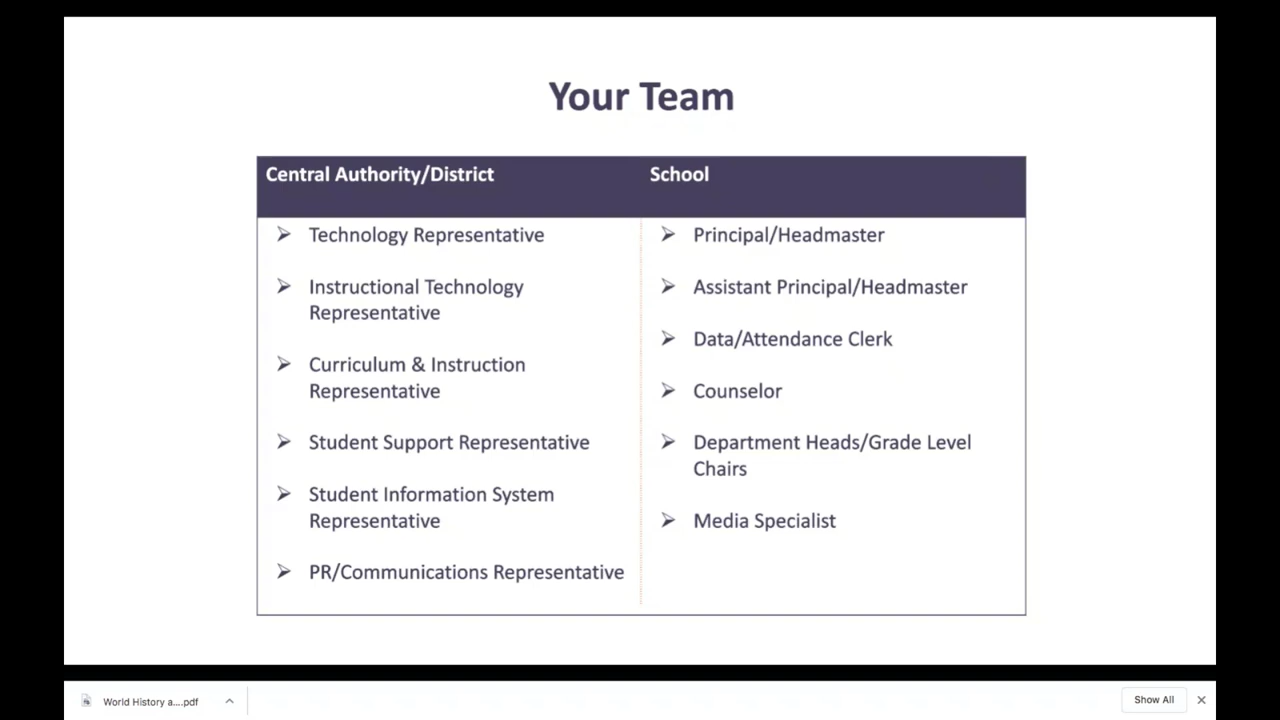 Your Team
Central Authority/District
School
Technology Representative
Instructional Technology
Representative
Curriculum & Instruction
Representative
Student Support Representative
Student Information System
Representative
PR/Communications Representative
Principal/Headmaster
Assistant Principal/Headmaster
Data/Attendance Clerk
Counselor
Department Heads/Grade Level
Chairs
Media Specialist
World History a....pdf
Show All